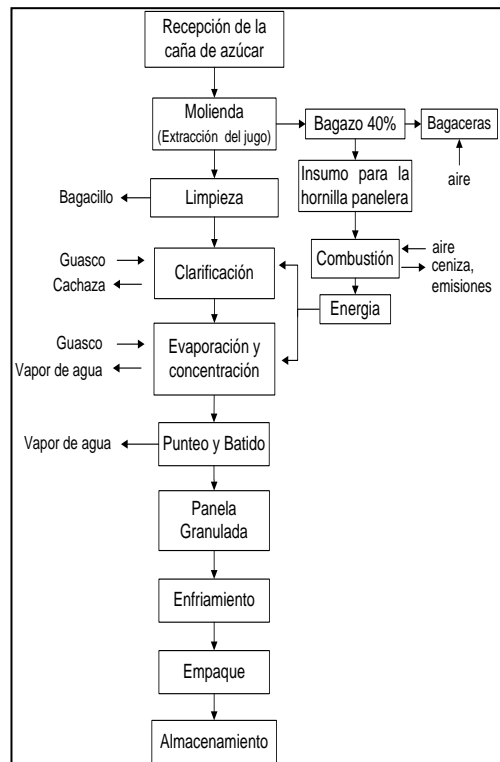 Recepción de la
caña de azúcar
Molienda
(Extracción del jugo)
Bagazo 40%
Bagaceras
aire
Insumo para la
hornilla panelera
Bagacillo
Limpieza
Guasco
Cachaza
Clarificación
Combustión
aire
ceniza,
emisiones
Energia
Guasco
Vapor de agua
Evaporación y
concentración
Vapor de agua
Punteo y Batido
Panela
Granulada
Enfriamiento
Empaque
Almacenamiento